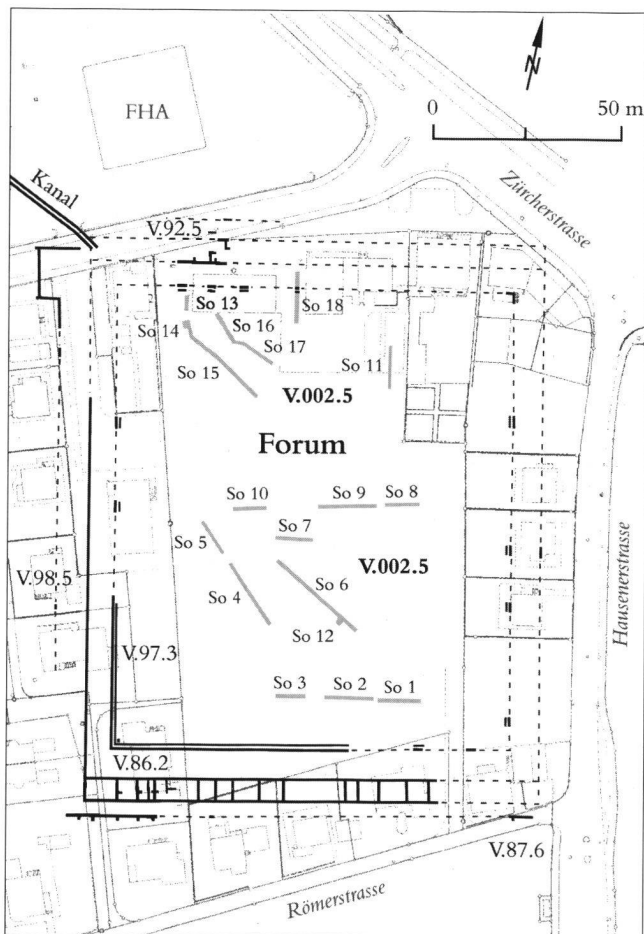 N
0 50 m
FHA
Kanal
Zürcherstrasse
V.92.5
So 13
So 18
So 14
So 16
So 17
So 15
So 11
V.002.5
Forum
So 10
So 9
So 8
So 7
So 5
V.002.5
So 6
So 4
V.98.5
Hausenerstrasse
So 12
V.97.3
So 3
So 2
So 1
V.86.2
V.87.6
Römerstrasse